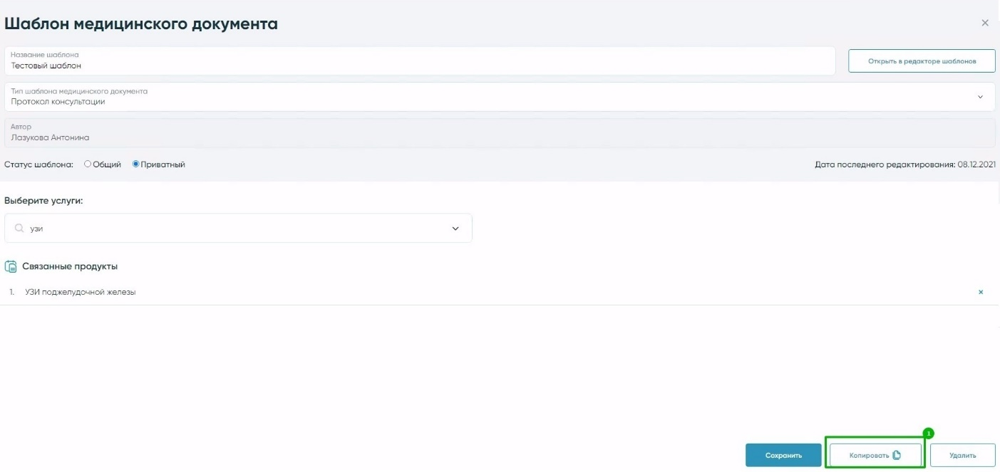 Шаблон медицинского документа
Название шаблона
Тестовый шаблон
Открыть в редакторе шаблонов
Тип шаблона медицинского документа
Протокол консультации
Автор
Лазукова Антонина
Статус шаблона: Общий Приватный Дата последнего редактирования: 08.12.2021
Выберите услуги:
узи
Связанные продукты
1. УЗИ поджелудочной железы
1
Сохранить Копировать Удалить